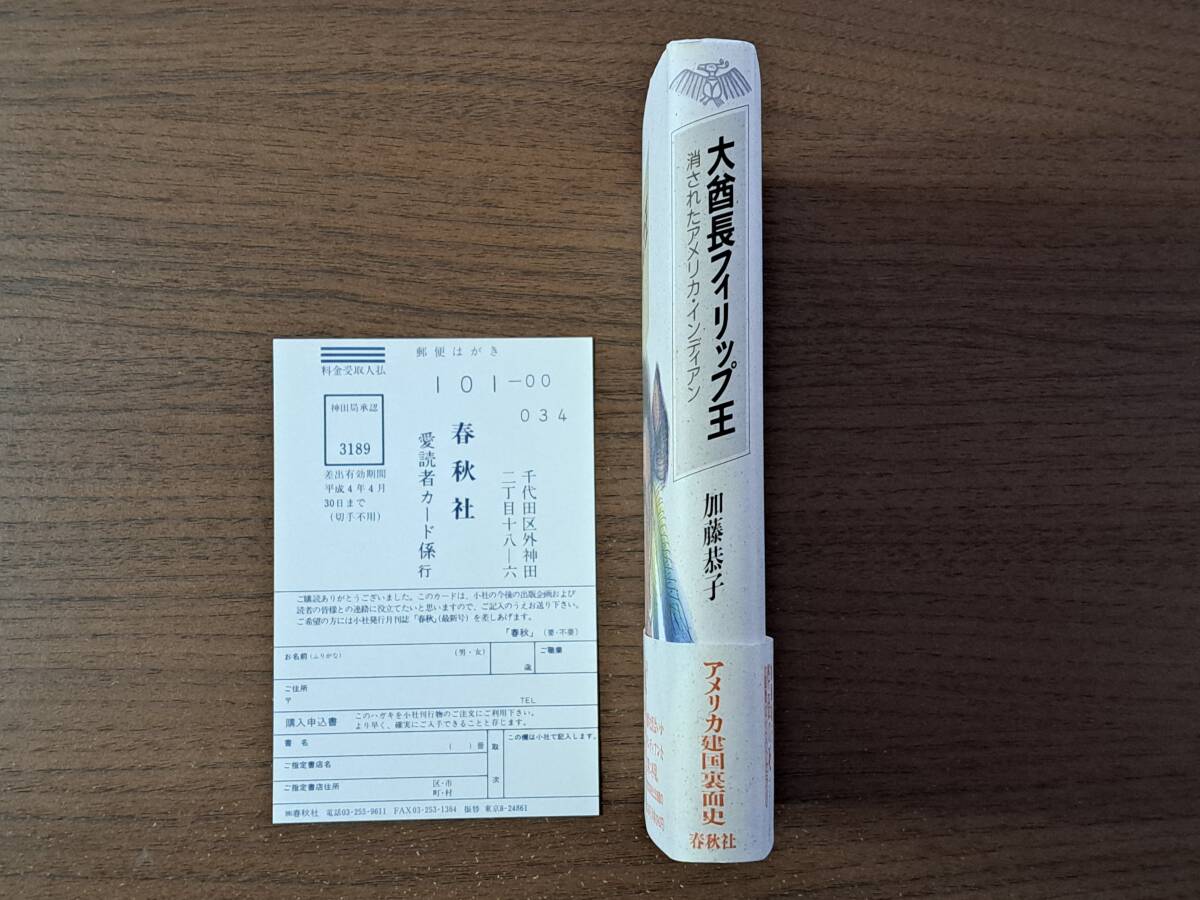 郵便はがき
料金受取人払
101-00
034
神田局承認
3189
差出有効期間
平成4年4月
30日まで
(切手不用)
千代田区外神田
二丁目十八―六
春秋社
愛読者カード係 行
ご購読ありがとうございました。このカードは、小社の今後の出版企画および
読者の皆様との連絡に役立てたいと思いますので、ご記入のうえお送り下さい。
ご希望の方には小社発行月刊誌「春秋」(最新号)を差しあげます。
「春秋」(要・不要)
お名前(ふりがな)
(男・女)
歳
ご職業
ご住所
〒
TEL
購入申込書
このハガキを小社刊行物のご注文にご利用下さい。
より早く、確実にご入手できることと存じます。
書名
( )冊
ご指定書店名
ご指定書店住所
区・市
町・村
取次
この欄は小社で記入します。
㈱春秋社 電話03-255-9611 FAX03-253-1384 振替 東京8-24861
大酋長フィリップ王
消されたアメリカ・インディアン
加藤恭子
アメリカ建国裏面史
春秋社